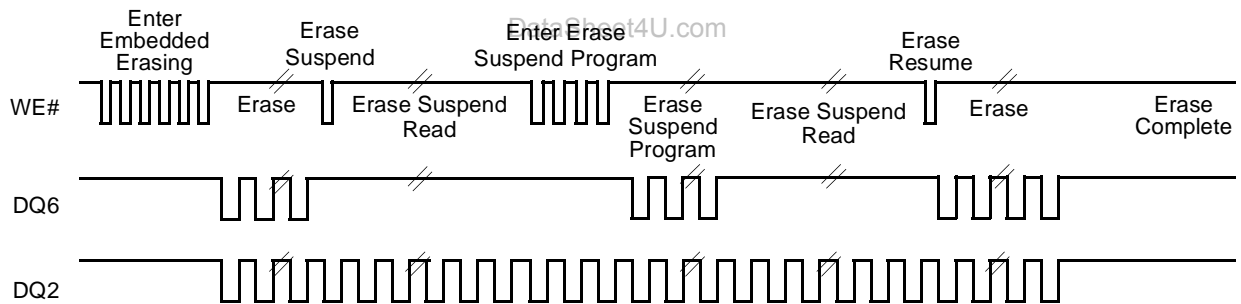 DataSheet4U.com
Enter
Embedded
Erasing
Erase
Suspend
Enter Erase
Suspend Program
Erase
Resume
WE#
Erase
Erase Suspend
Read
Erase
Suspend
Program
Erase Suspend
Read
Erase
Erase
Complete
DQ6
DQ2